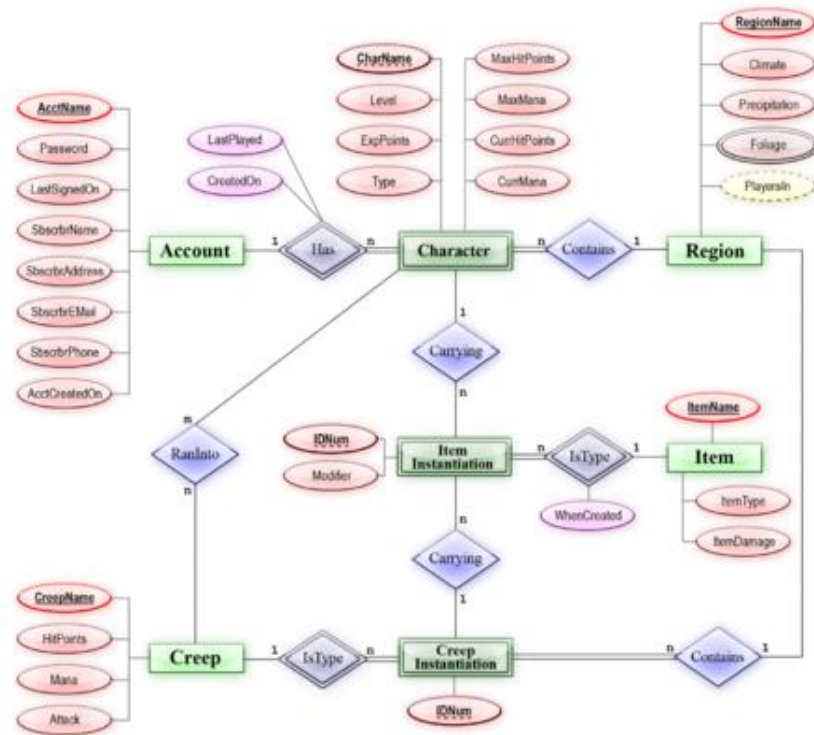 RegionName
CharName
MaxHitPoints
Climate
AcctName
Level
MaxMana
Precipitation
Password
LastPlayed
ExpPoints
CurrHitPoints
Foliage
LastSignedOn
CreatedOn
Type
CurrMana
PlayersIn
SbscrbrName
Account
1
Has
n
Character
n
Contains
1
Region
SbscrbrAddress
SbscrbrEMail
1
SbscrbrPhone
Carrying
AcctCreatedOn
n
n
ItemName
IDNum
RanInto
Item
Instantiation
n
IsType
1
Item
Modifier
n
WhenCreated
ItemType
n
ItemDamage
Carrying
CreepName
1
HitPoints
Creep
1
IsType
n
Creep
Instantiation
n
Contains
1
Mana
Attack
IDNum